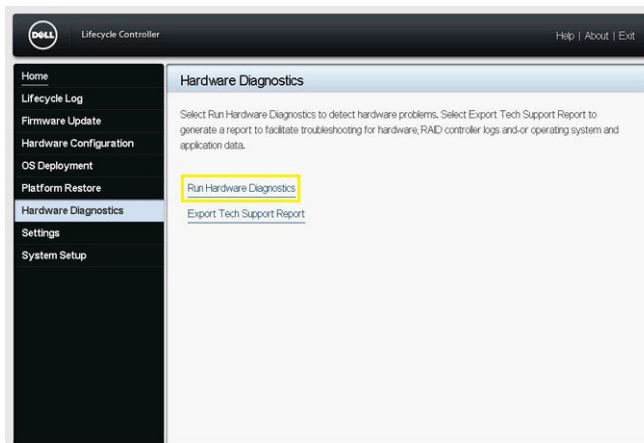 DELL
Lifecycle Controller
Help | About | Exit
Home
Lifecycle Log
Firmware Update
Hardware Configuration
OS Deployment
Platform Restore
Hardware Diagnostics
Settings
System Setup
Hardware Diagnostics
Select Run Hardware Diagnostics to detect hardware problems. Select Export Tech Support Report to
generate a report to facilitate troubleshooting for hardware, RAID controller logs and-or operating system and
application data.
Run Hardware Diagnostics
Export Tech Support Report